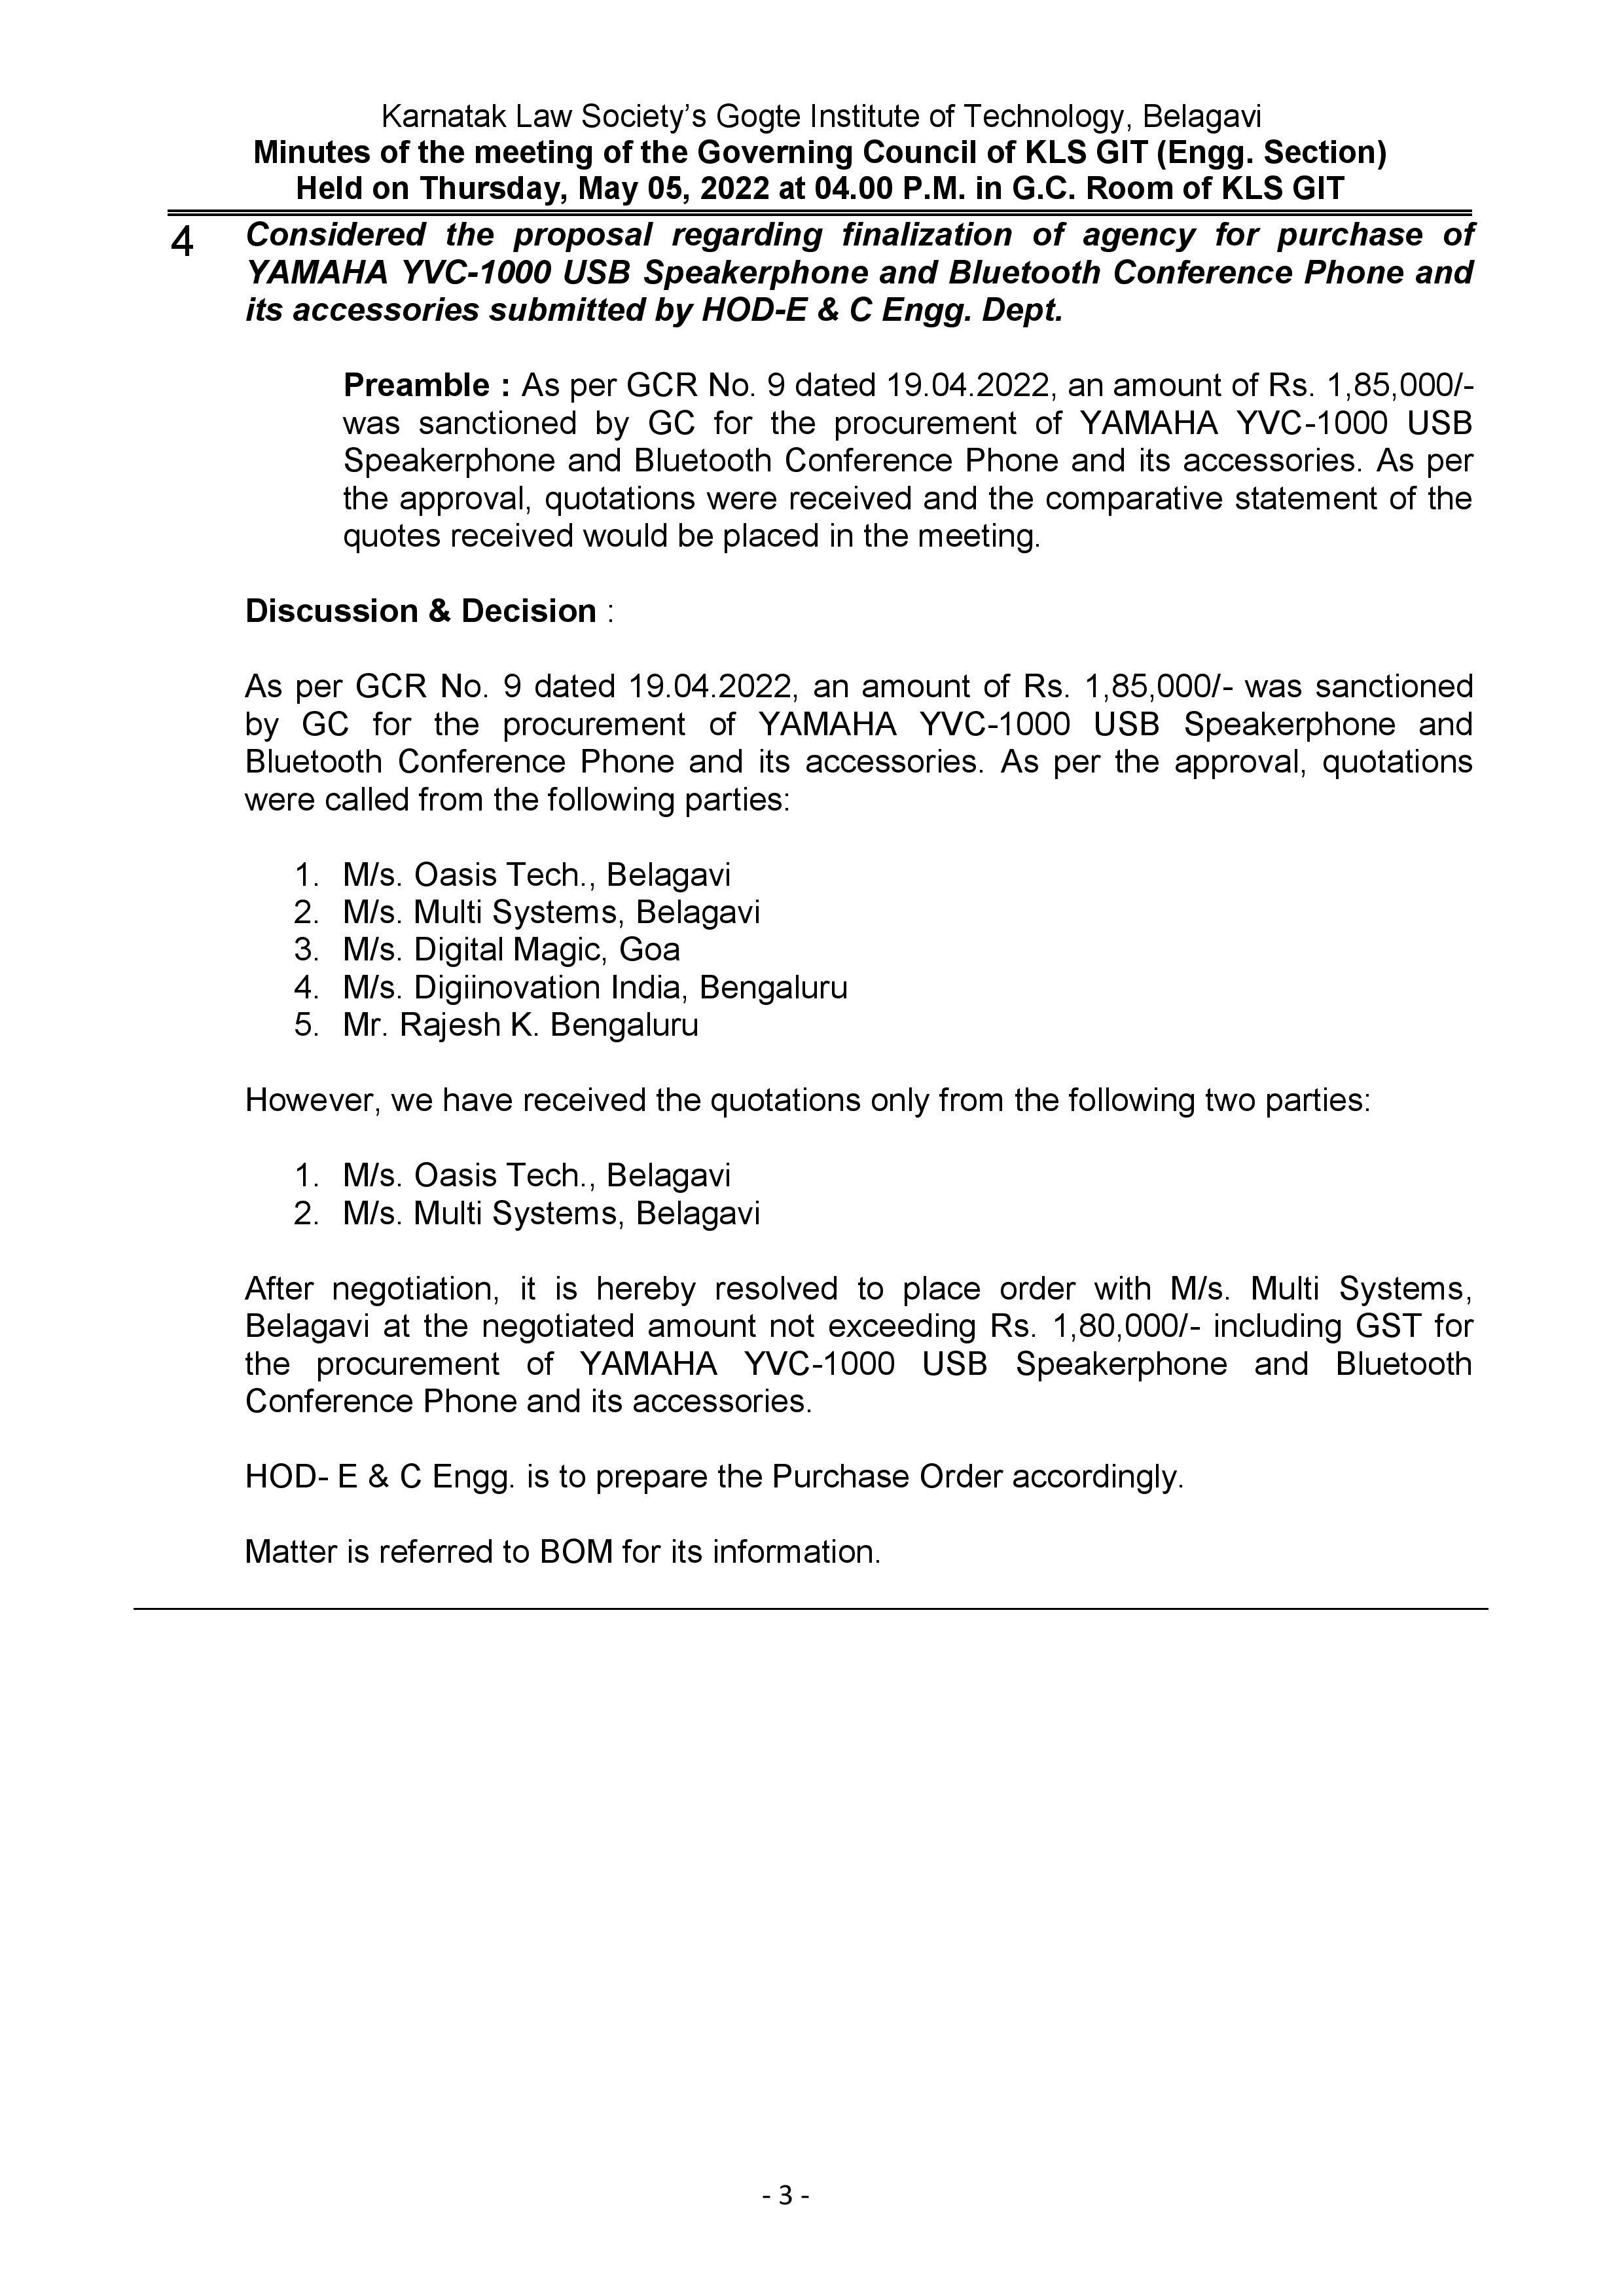 Karnatak Law Society’s Gogte Institute of Technology, Belagavi
Minutes of the meeting of the Governing Council of KLS GIT (Engg. Section)
Held on Thursday, May 05, 2022 at 04.00 P.M. in G.C. Room of KLS GIT
4 Considered the proposal regarding finalization of agency for purchase of
YAMAHA YVC-1000 USB Speakerphone and Bluetooth Conference Phone and
its accessories submitted by HOD-E & C Engg. Dept.
Preamble : As per GCR No. 9 dated 19.04.2022, an amount of Rs. 1,85,000/-
was sanctioned by GC for the procurement of YAMAHA YVC-1000 USB
Speakerphone and Bluetooth Conference Phone and its accessories. As per
the approval, quotations were received and the comparative statement of the
quotes received would be placed in the meeting.
Discussion & Decision :
As per GCR No. 9 dated 19.04.2022, an amount of Rs. 1,85,000/- was sanctioned
by GC for the procurement of YAMAHA YVC-1000 USB Speakerphone and
Bluetooth Conference Phone and its accessories. As per the approval, quotations
were called from the following parties:
1. M/s. Oasis Tech., Belagavi
2. M/s. Multi Systems, Belagavi
3. M/s. Digital Magic, Goa
4. M/s. Digiinovation India, Bengaluru
5. Mr. Rajesh K. Bengaluru
However, we have received the quotations only from the following two parties:
1. M/s. Oasis Tech., Belagavi
2. M/s. Multi Systems, Belagavi
After negotiation, it is hereby resolved to place order with M/s. Multi Systems,
Belagavi at the negotiated amount not exceeding Rs. 1,80,000/- including GST for
the procurement of YAMAHA YVC-1000 USB Speakerphone and Bluetooth
Conference Phone and its accessories.
HOD- E & C Engg. is to prepare the Purchase Order accordingly.
Matter is referred to BOM for its information.
- 3 -